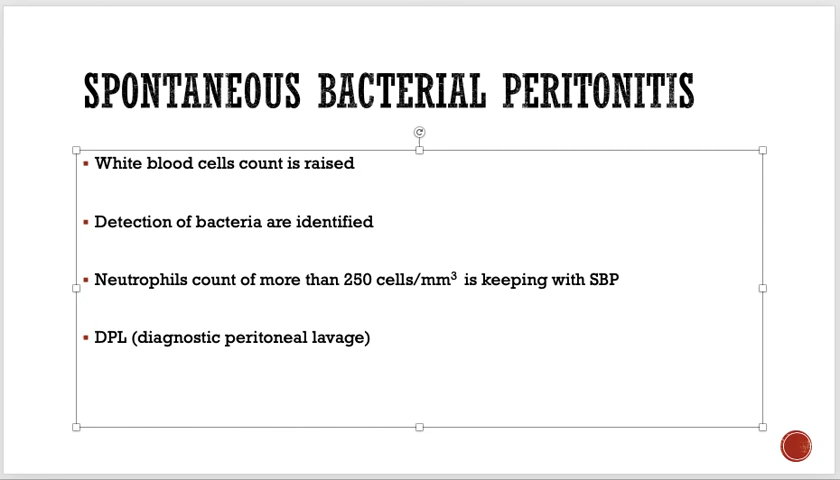 SPONTANEOUS BACTERIAL PERITONITIS
▪ White blood cells count is raised
▪ Detection of bacteria are identified
▪ Neutrophils count of more than 250 cells/mm³ is keeping with SBP
▪ DPL (diagnostic peritoneal lavage)